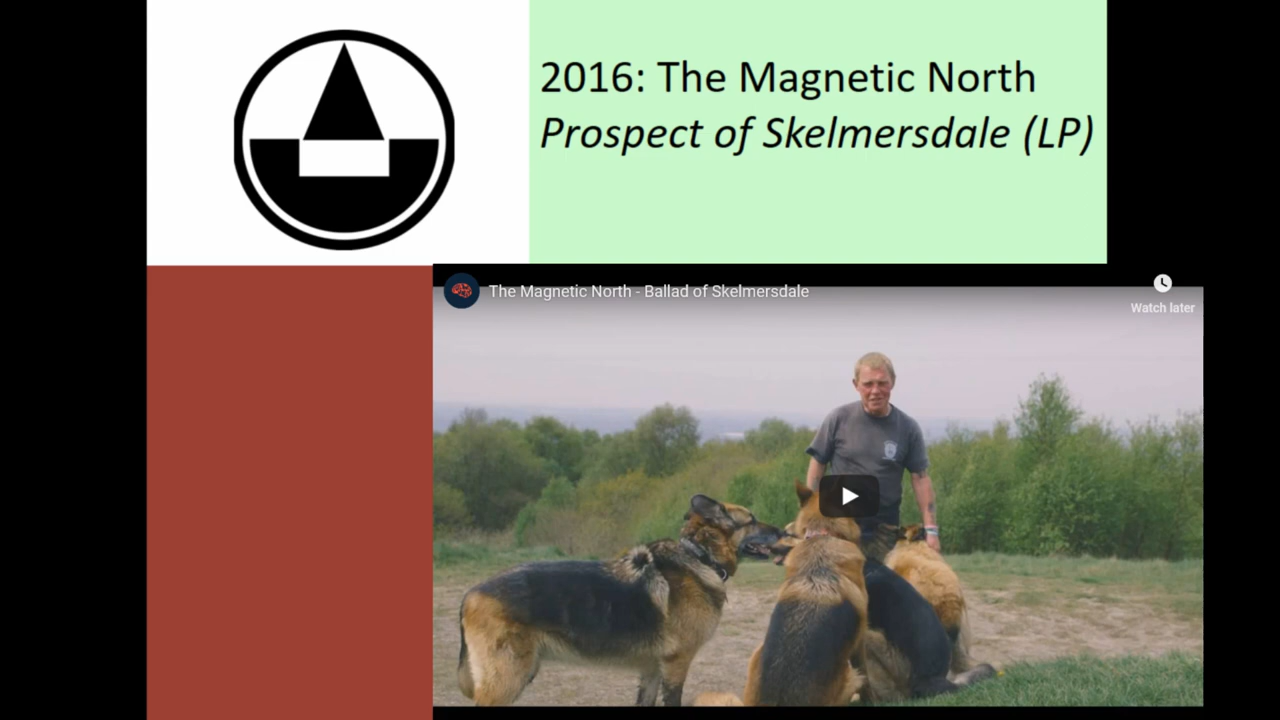 2016: The Magnetic North
Prospect of Skelmersdale (LP)
The Magnetic North - Ballad of Skelmersdale
Watch later